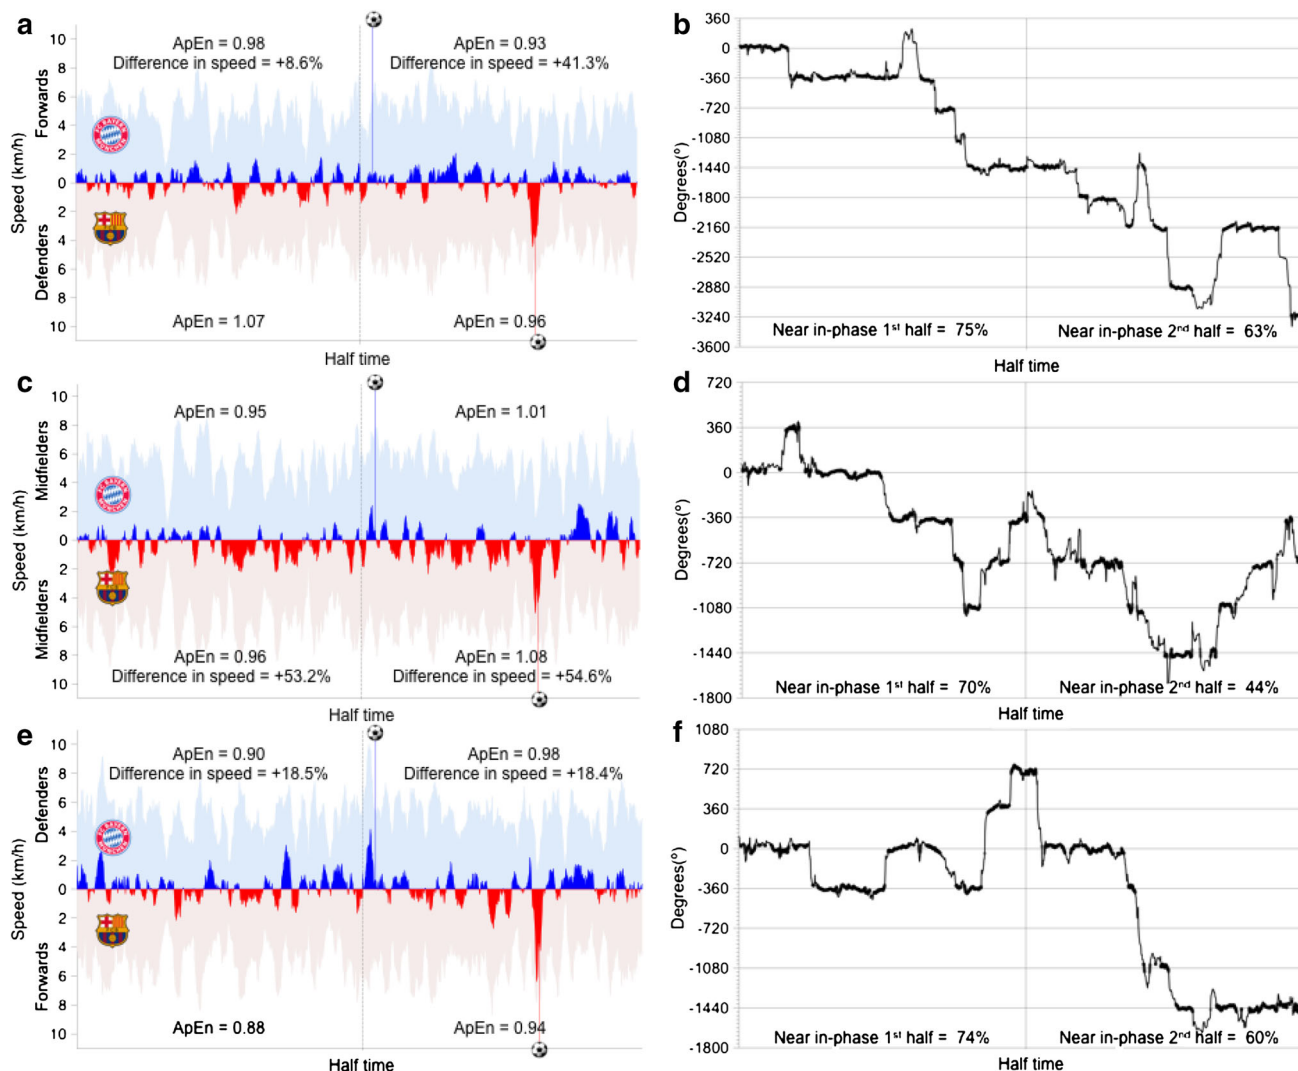 a
ApEn = 0.98
Difference in speed = +8.6%
ApEn = 0.93
Difference in speed = +41.3%
10
8
6
4
2
0
2
4
6
8
10
Speed (km/h)
Forwards
Defenders
ApEn = 1.07
ApEn = 0.96
Half time
b
360
0
-360
-720
-1080
-1440
-1800
-2160
-2520
-2880
-3240
-3600
Degrees(°)
Near in-phase 1st half = 75%
Near in-phase 2nd half = 63%
Half time
c
ApEn = 0.95
ApEn = 1.01
10
8
6
4
2
0
2
4
6
8
10
Speed (km/h)
Midfielders
Midfielders
ApEn = 0.96
Difference in speed = +53.2%
ApEn = 1.08
Difference in speed = +54.6%
Half time
d
720
360
0
-360
-720
-1080
-1440
-1800
Degrees(°)
Near in-phase 1st half = 70%
Near in-phase 2nd half = 44%
Half time
e
ApEn = 0.90
Difference in speed = +18.5%
ApEn = 0.98
Difference in speed = +18.4%
10
8
6
4
2
0
2
4
6
8
10
Speed (km/h)
Defenders
Forwards
ApEn = 0.88
ApEn = 0.94
Half time
f
1080
720
360
0
-360
-720
-1080
-1440
-1800
Degrees(°)
Near in-phase 1st half = 74%
Near in-phase 2nd half = 60%
Half time